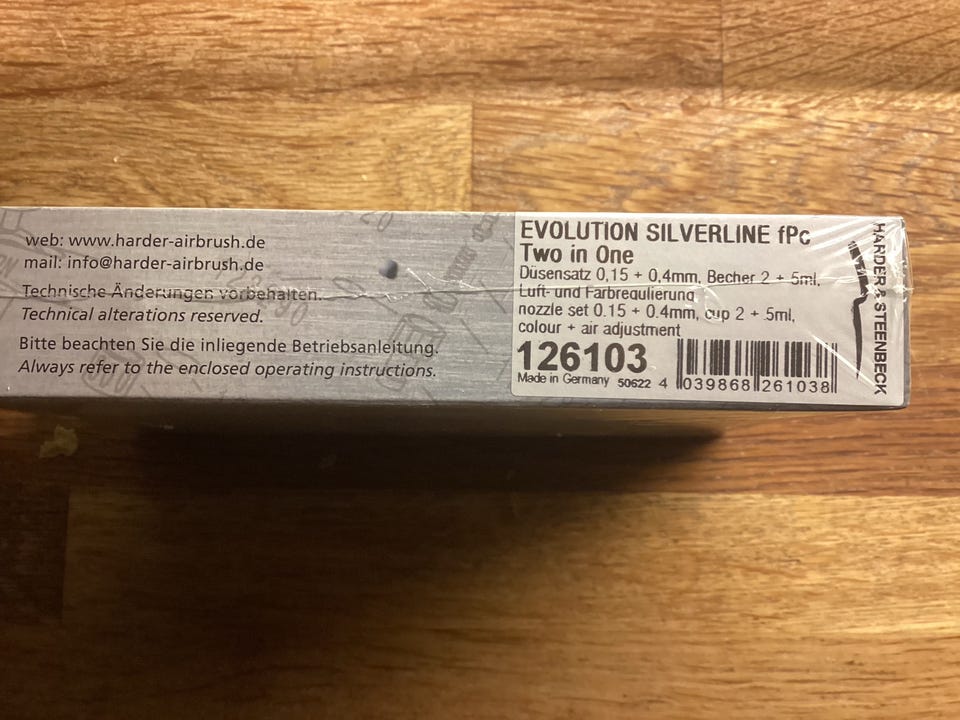 web: www.harder-airbrush.de
mail: info@harder-airbrush.de
Technische Änderungen vorbehalten.
Technical alterations reserved.
Bitte beachten Sie die inliegende Betriebsanleitung.
Always refer to the enclosed operating instructions.
EVOLUTION SILVERLINE fPc
Two in One
Düsensatz 0,15 + 0,4mm, Becher 2 + 5ml,
Luft- und Farbregulierung
nozzle set 0.15 + 0.4mm, cup 2 + 5ml,
colour + air adjustment
126103
Made in Germany 50622 4 039868 261038
HARDER & STEENBECK